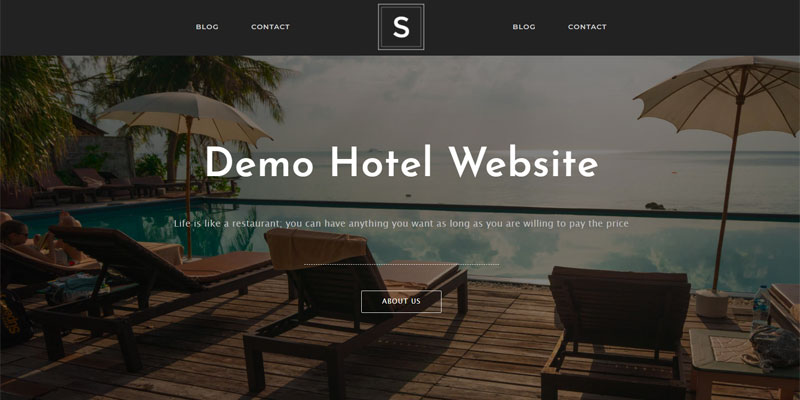 BLOG CONTACT S BLOG CONTACT
Demo Hotel Website
Life is like a restaurant; you can have anything you want as long as you are willing to pay the price
ABOUT US